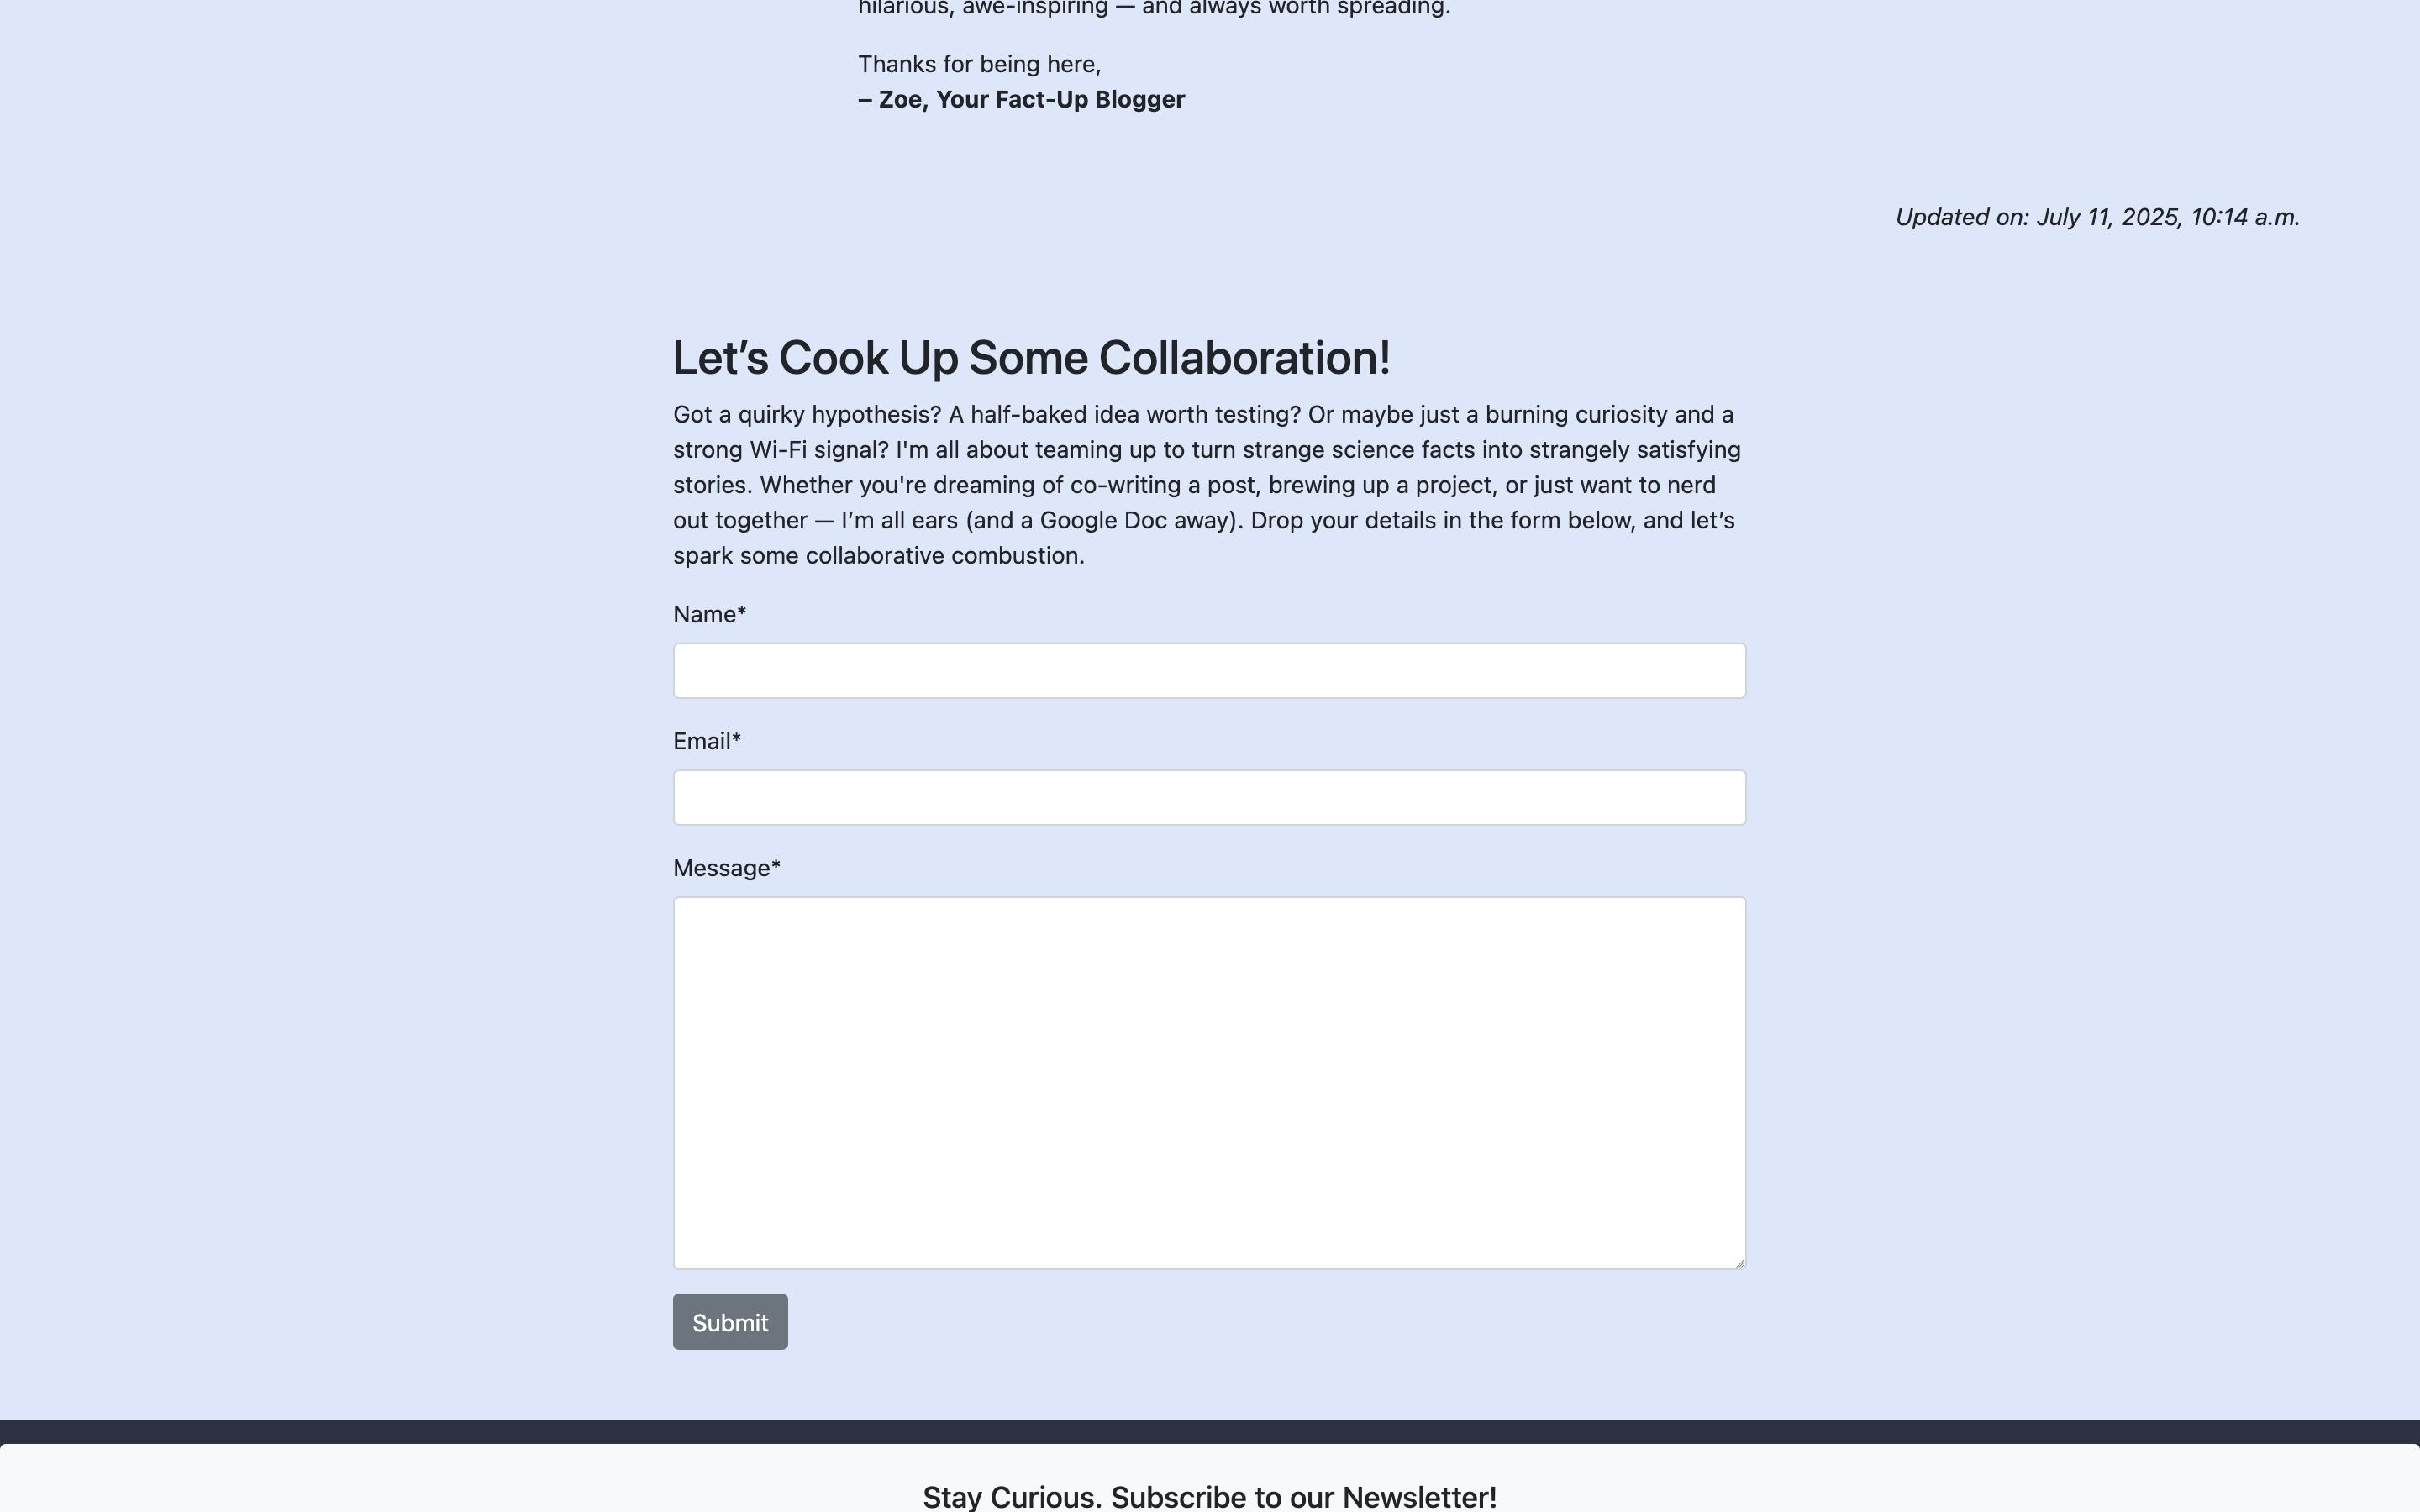 hilarious, awe-inspiring — and always worth spreading.
Thanks for being here,
– Zoe, Your Fact-Up Blogger
Updated on: July 11, 2025, 10:14 a.m.
Let’s Cook Up Some Collaboration!
Got a quirky hypothesis? A half-baked idea worth testing? Or maybe just a burning curiosity and a
strong Wi-Fi signal? I'm all about teaming up to turn strange science facts into strangely satisfying
stories. Whether you're dreaming of co-writing a post, brewing up a project, or just want to nerd
out together — I’m all ears (and a Google Doc away). Drop your details in the form below, and let’s
spark some collaborative combustion.
Name*
Email*
Message*
Submit
Stay Curious. Subscribe to our Newsletter!